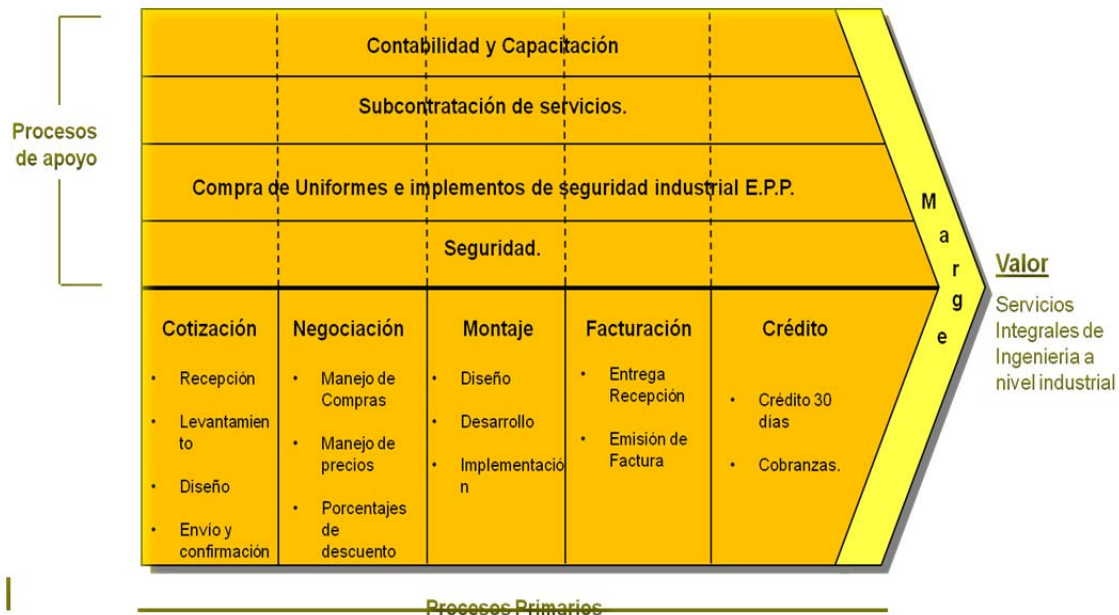 Procesos
de apoyo
Contabilidad y Capacitación
Subcontratación de servicios.
Compra de Uniformes e implementos de seguridad industrial E.P.P.
Seguridad.
Cotización
• Recepción
• Levantamien
to
• Diseño
• Envío y
confirmación
Negociación
• Manejo de
Compras
• Manejo de
precios
• Porcentajes
de
descuento
Montaje
• Diseño
• Desarrollo
• Implementació
n
Facturación
• Entrega
Recepción
• Emisión de
Factura
Crédito
• Crédito 30
días
• Cobranzas.
M
a
r
g
e
Valor
Servicios
Integrales de
Ingeniería a
nivel industrial
Procesos Primarios